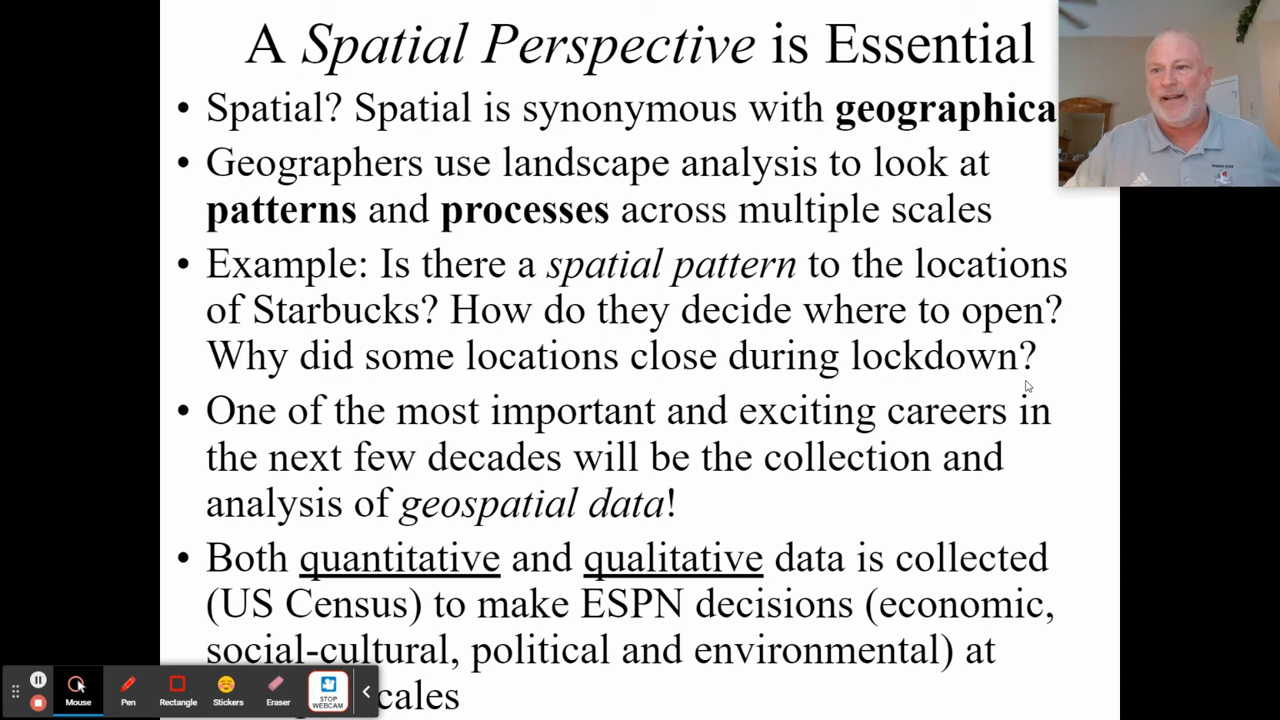 A Spatial Perspective is Essential
• Spatial? Spatial is synonymous with geographica
• Geographers use landscape analysis to look at
patterns and processes across multiple scales
• Example: Is there a spatial pattern to the locations
of Starbucks? How do they decide where to open?
Why did some locations close during lockdown?
• One of the most important and exciting careers in
the next few decades will be the collection and
analysis of geospatial data!
• Both quantitative and qualitative data is collected
(US Census) to make ESPN decisions (economic,
social-cultural, political and environmental) at
cales
Mouse Pen Rectangle Stickers Eraser STOP WEBCAM